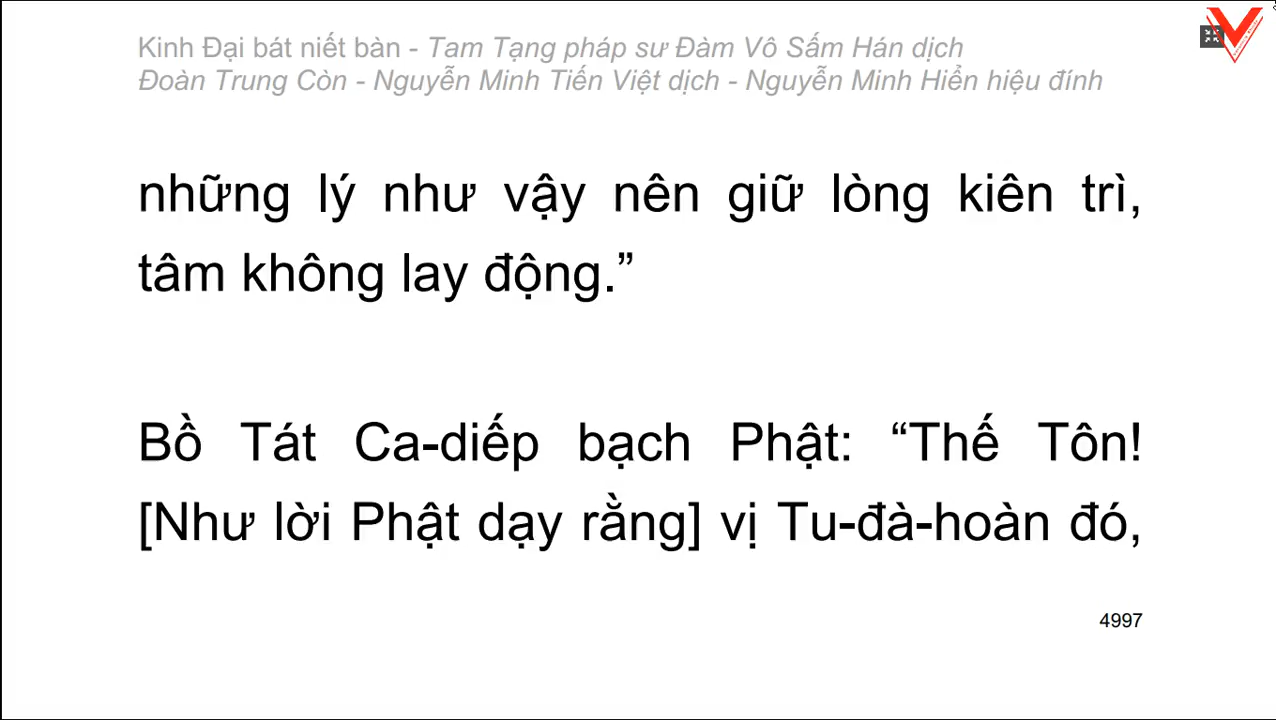 Kinh Đại bát niết bàn - Tam Tạng pháp sư Đàm Vô Sấm Hán dịch
Đoàn Trung Còn - Nguyễn Minh Tiến Việt dịch - Nguyễn Minh Hiển hiệu đính
những lý như vậy nên giữ lòng kiên trì,
tâm không lay động.”
Bồ Tát Ca-diếp bạch Phật: “Thế Tôn!
[Như lời Phật dạy rằng] vị Tu-đà-hoàn đó,
4997